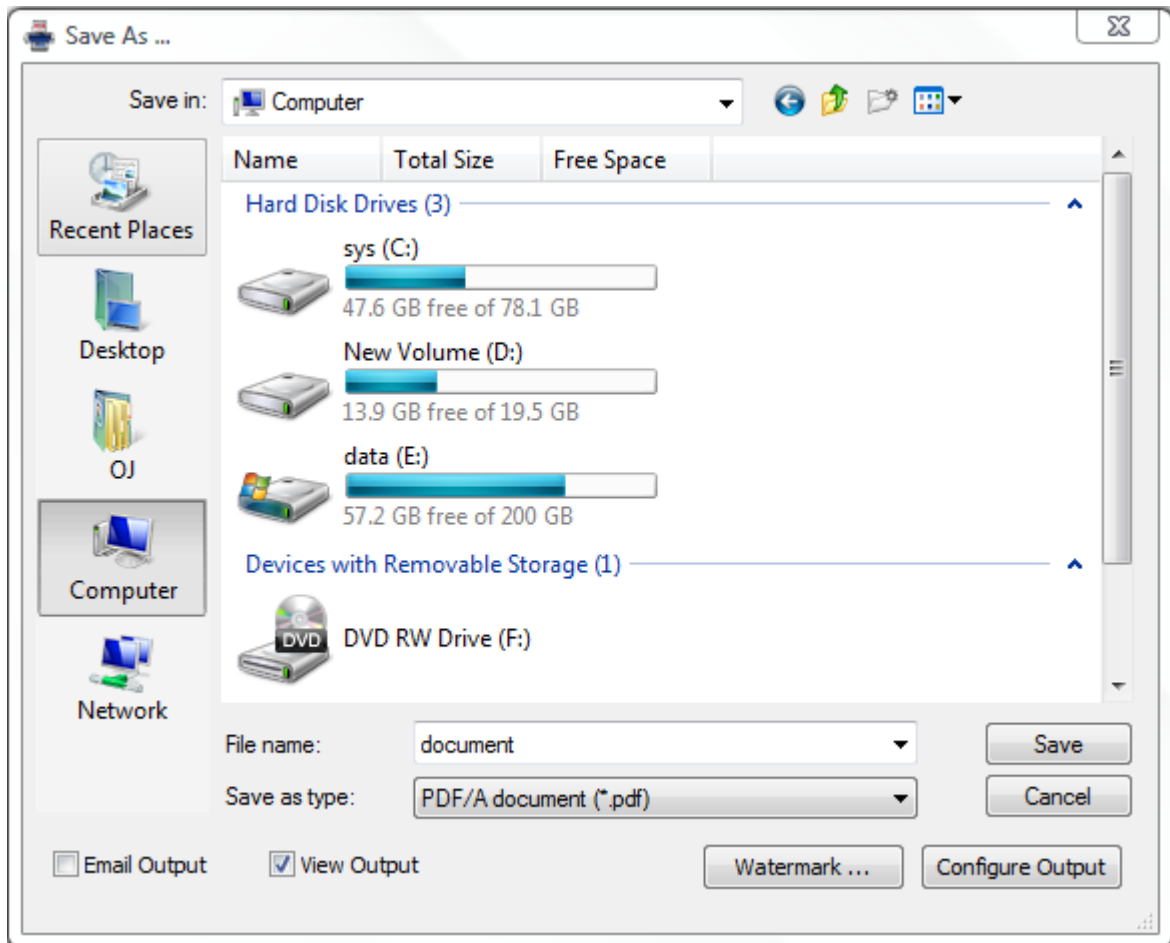 Save As ...
Save in: Computer
Name Total Size Free Space
Recent Places
Desktop
OJ
Computer
Network
Hard Disk Drives (3)
sys (C:)
47.6 GB free of 78.1 GB
New Volume (D:)
13.9 GB free of 19.5 GB
data (E:)
57.2 GB free of 200 GB
Devices with Removable Storage (1)
DVD
DVD RW Drive (F:)
File name: document Save
Save as type: PDF/A document (*.pdf) Cancel
Email Output View Output Watermark ... Configure Output